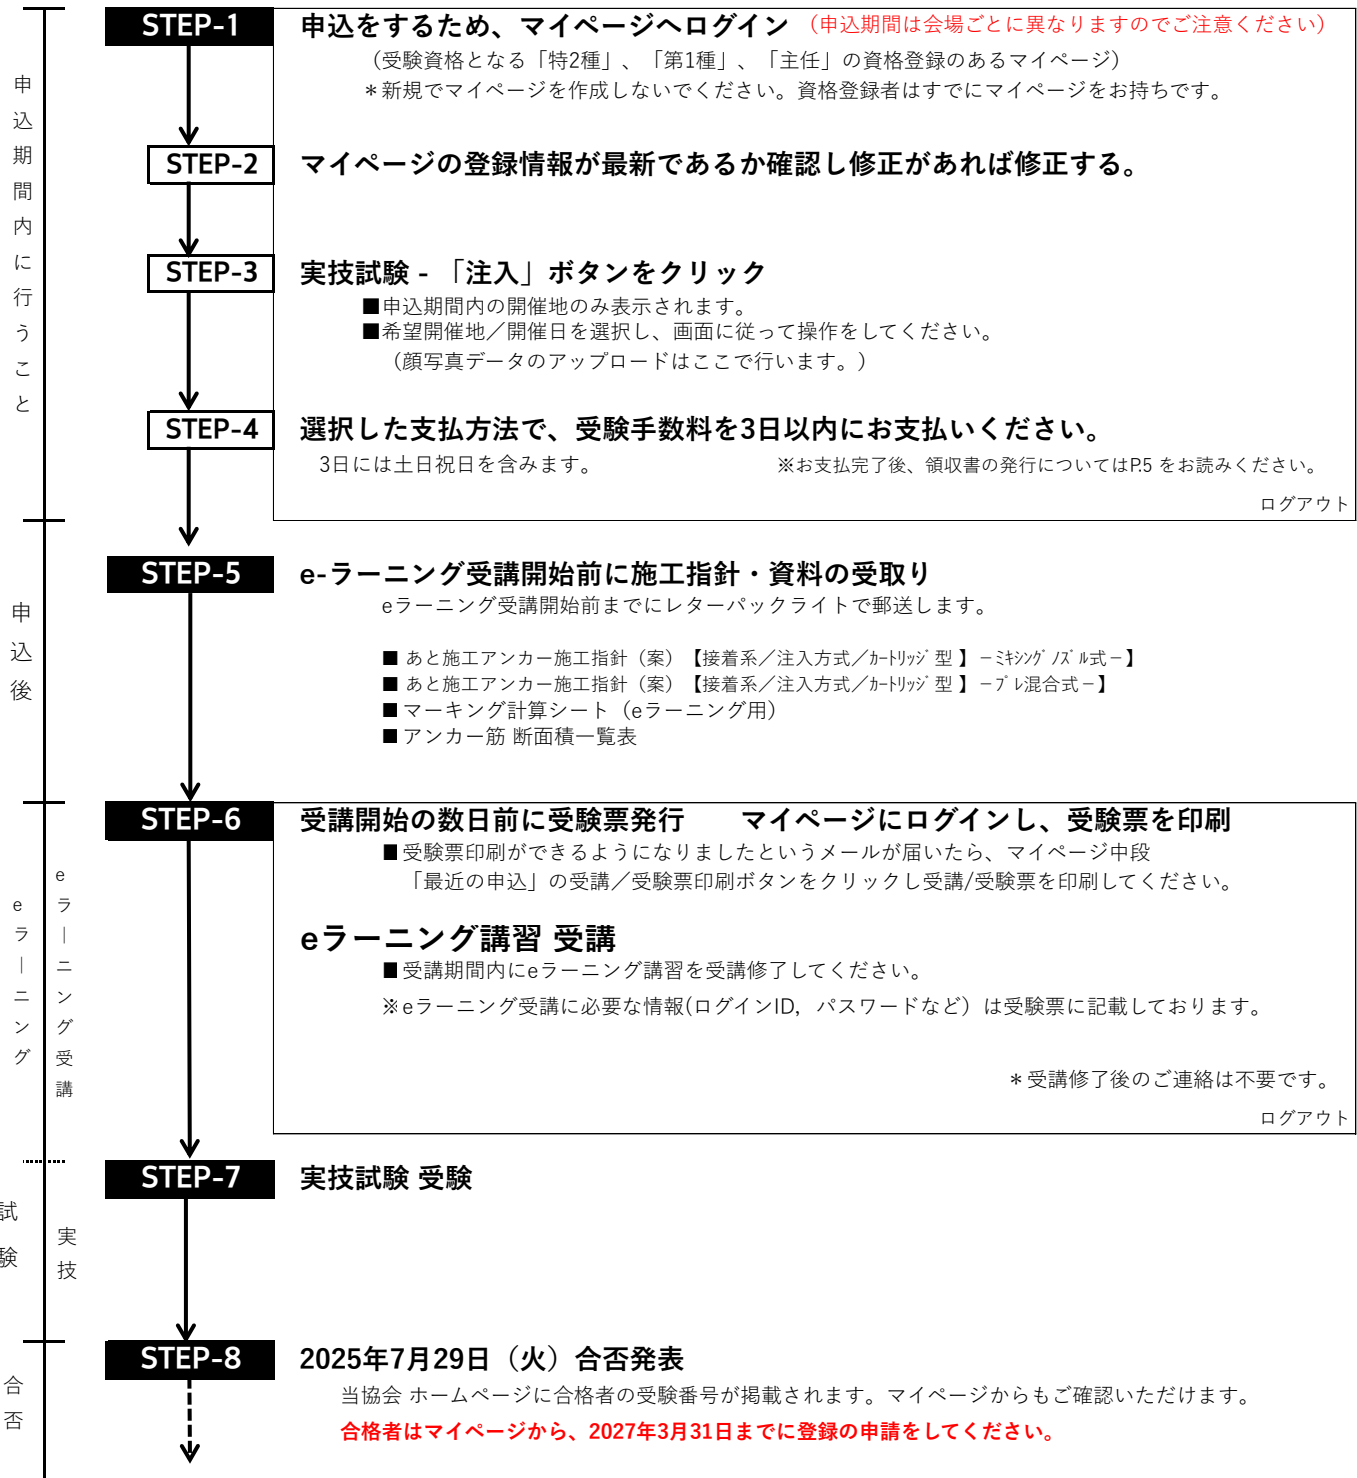 申込期間内に行うこと
STEP-1
申込をするため、マイページへログイン （申込期間は会場ごとに異なりますのでご注意ください）
（受験資格となる「特2種」、「第1種」、「主任」の資格登録のあるマイページ）
＊新規でマイページを作成しないでください。資格登録者はすでにマイページをお持ちです。
STEP-2
マイページの登録情報が最新であるか確認し修正があれば修正する。
STEP-3
実技試験 - 「注入」ボタンをクリック
■申込期間内の開催地のみ表示されます。
■希望開催地／開催日を選択し、画面に従って操作をしてください。
（顔写真データのアップロードはここで行います。）
STEP-4
選択した支払方法で、受験手数料を3日以内にお支払いください。
3日には土日祝日を含みます。 ※お支払完了後、領収書の発行についてはP.5 をお読みください。
ログアウト
申込後
STEP-5
e-ラーニング受講開始前に施工指針・資料の受取り
eラーニング受講開始前までにレターパックライトで郵送します。
■ あと施工アンカー施工指針（案）【接着系／注入方式／ｶｰﾄﾘｯｼﾞ型 】－ﾐｷｼﾝｸﾞﾉｽﾞﾙ式－】
■ あと施工アンカー施工指針（案）【接着系／注入方式／ｶｰﾄﾘｯｼﾞ型 】－ﾌﾟﾚ混合式－】
■ マーキング計算シート（eラーニング用）
■ アンカー筋 断面積一覧表
eラーニング
eラーニング受講
STEP-6
受講開始の数日前に受験票発行　　マイページにログインし、受験票を印刷
■ 受験票印刷ができるようになりましたというメールが届いたら、マイページ中段
「最近の申込」の受講／受験票印刷ボタンをクリックし受講/受験票を印刷してください。
eラーニング講習 受講
■ 受講期間内にeラーニング講習を受講修了してください。
※eラーニング受講に必要な情報(ログインID，パスワードなど）は受験票に記載しております。
＊受講修了後のご連絡は不要です。
ログアウト
試験
実技
STEP-7
実技試験 受験
合否
STEP-8
2025年7月29日（火）合否発表
当協会 ホームページに合格者の受験番号が掲載されます。マイページからもご確認いただけます。
合格者はマイページから、2027年3月31日までに登録の申請をしてください。